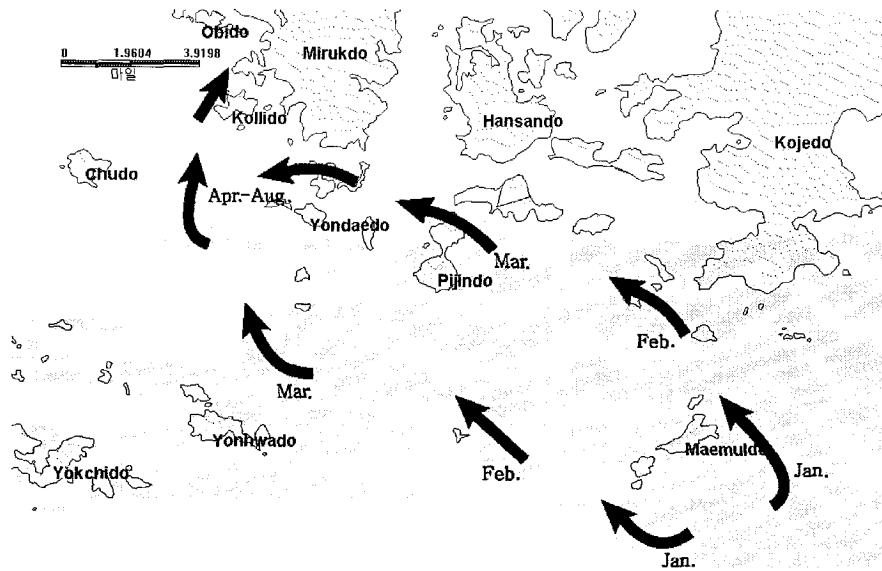 Obido
0 1.9604 3.9198
마일
Mirukdo
Kollido
Hansando
Kojedo
Chudo
Apr.-Aug.
Yondaedo
Mar.
Pijindo
Feb.
Mar.
Yonhwado
Maemuldo
Yokchido
Feb.
Jan.
Jan.